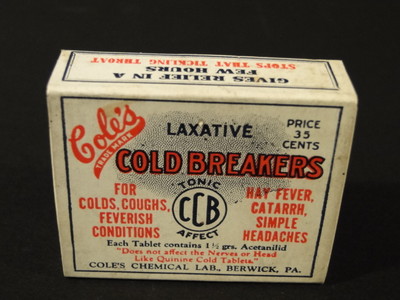 GIVES RELIEF IN A
FEW HOURS
STOPS THAT TICKLING THROAT
Cole's
TRADE MARK
LAXATIVE
PRICE
35
CENTS
COLD BREAKERS
TONIC
CCB
AFFECT
FOR
COLDS, COUGHS,
FEVERISH
CONDITIONS
HAY FEVER,
CATARRH,
SIMPLE
HEADACHES
Each Tablet contains 1½ grs. Acetanilid
"Does not affect the Nerves or Head
Like Quinine Cold Tablets."
COLE'S CHEMICAL LAB., BERWICK, PA.